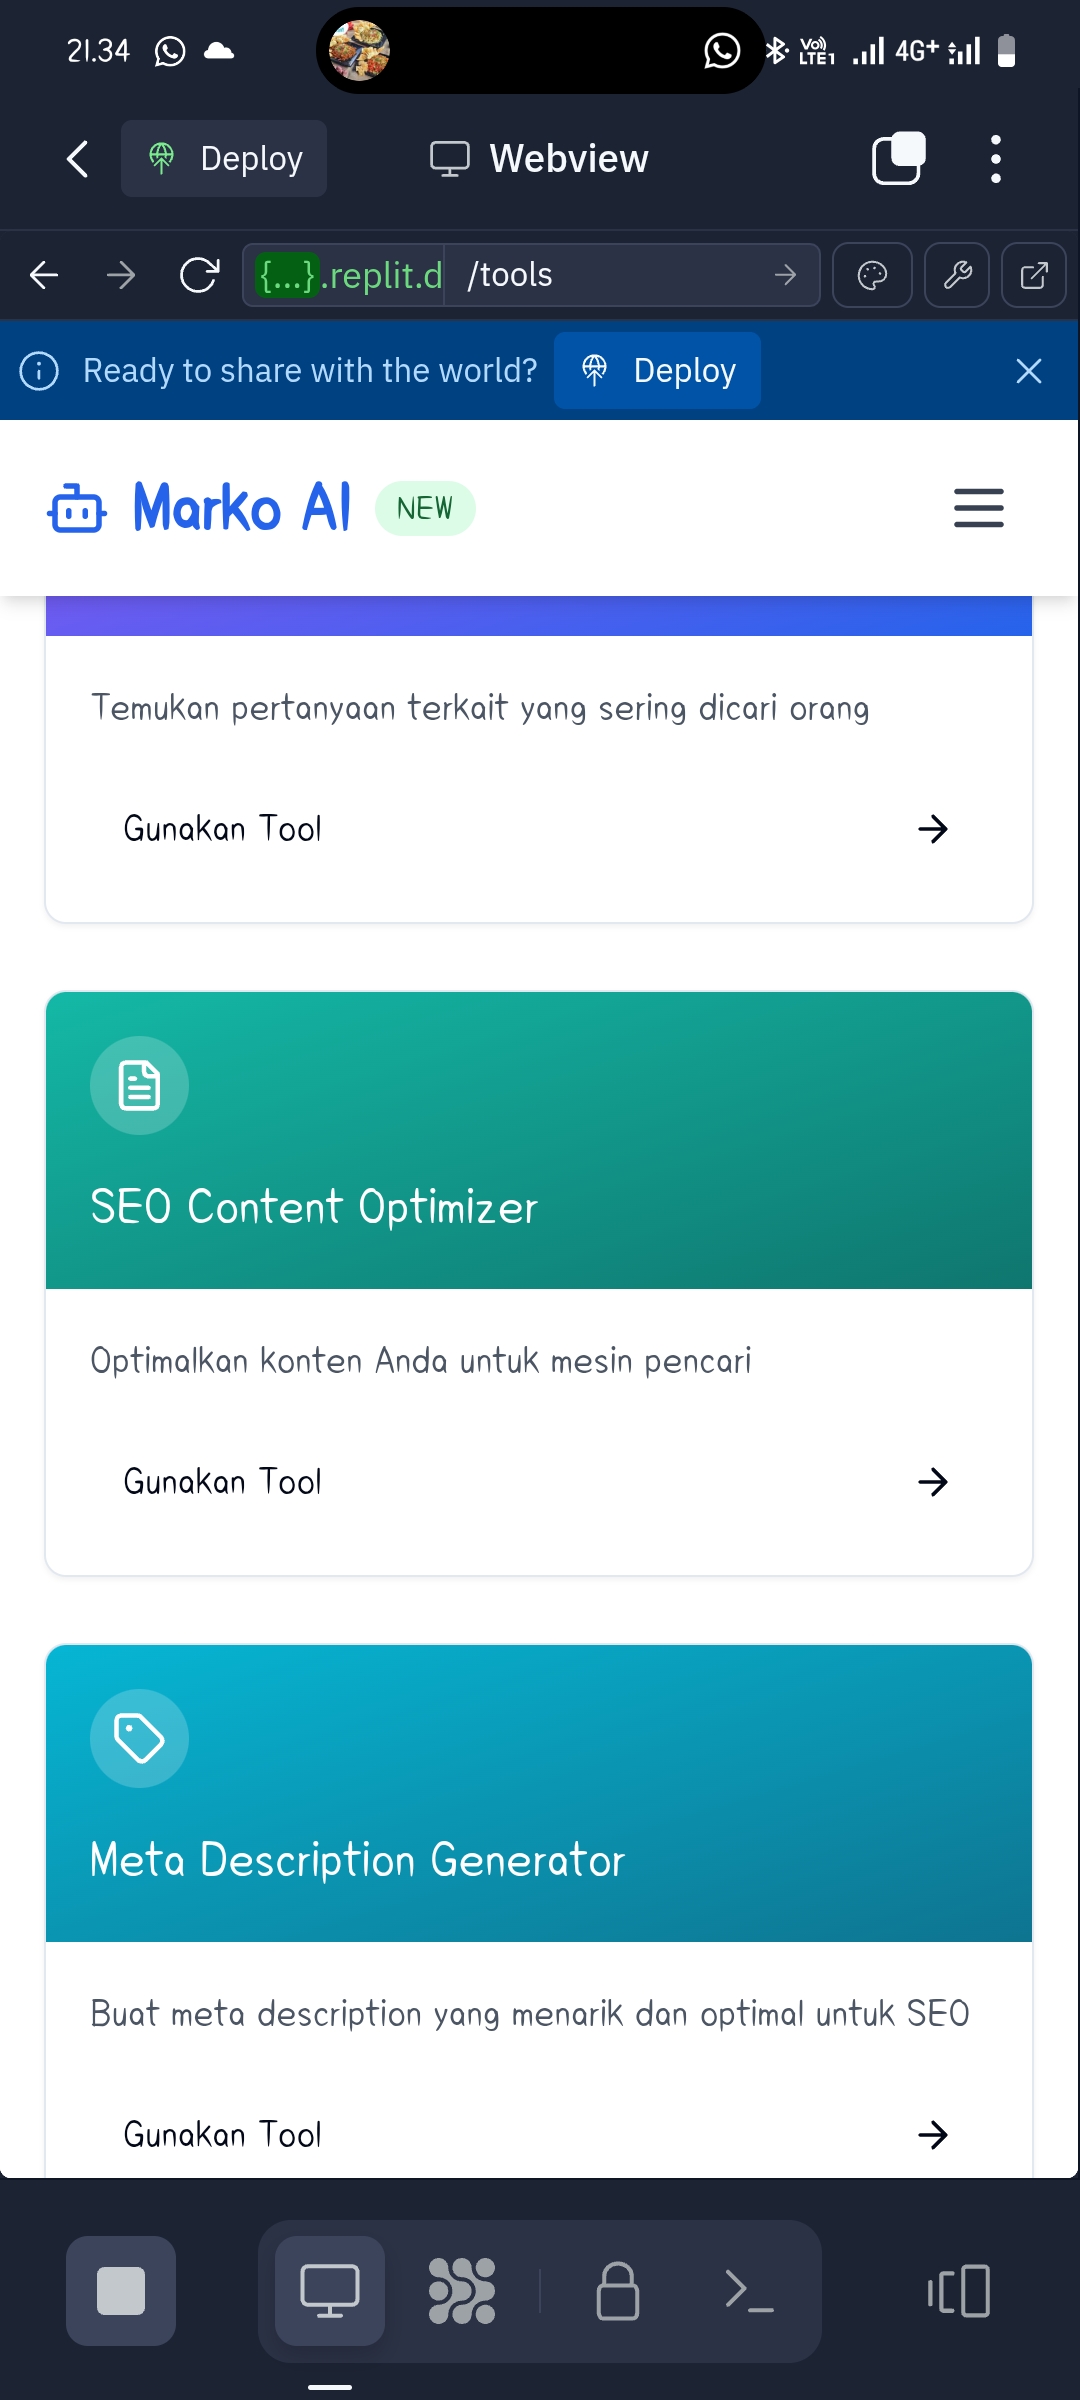 21.34
Vo))
LTE1
4G+
Deploy
Webview
{...}.replit.d
/tools
Ready to share with the world?
Deploy
Marko AI
NEW
Temukan pertanyaan terkait yang sering dicari orang
Gunakan Tool
SEO Content Optimizer
Optimalkan konten Anda untuk mesin pencari
Gunakan Tool
Meta Description Generator
Buat meta description yang menarik dan optimal untuk SEO
Gunakan Tool